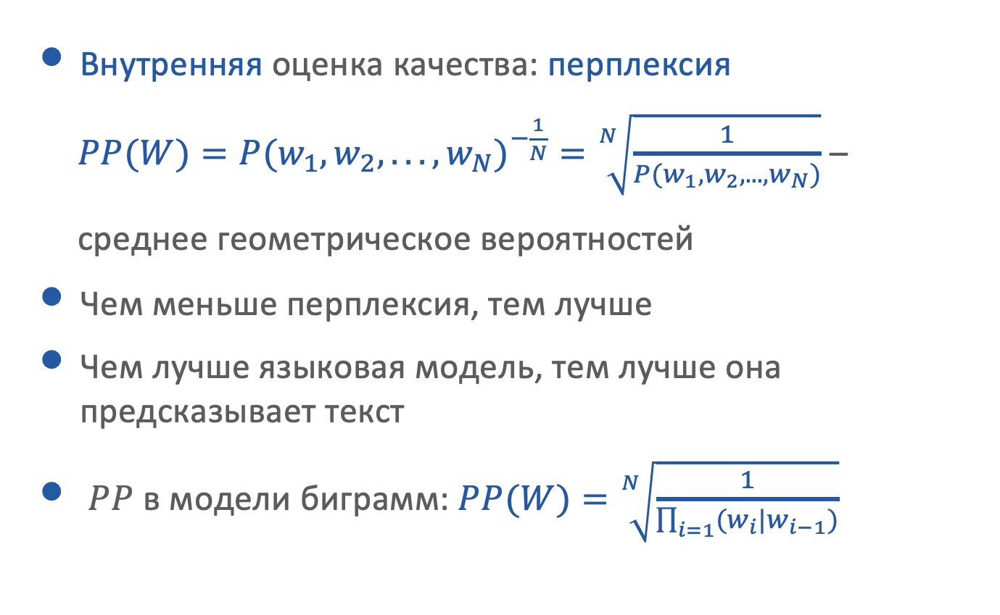 • Внутренняя оценка качества: перплексия
$PP(W) = P(w_1, w_2, \ldots, w_N)^{-\frac{1}{N}} = \sqrt[N]{\frac{1}{P(w_1,w_2,\ldots,w_N)}}$ –
среднее геометрическое вероятностей
• Чем меньше перплексия, тем лучше
• Чем лучше языковая модель, тем лучше она
предсказывает текст
• $PP$ в модели биграмм: $PP(W) = \sqrt[N]{\frac{1}{\prod_{i=1}(w_i|w_{i-1})}}$